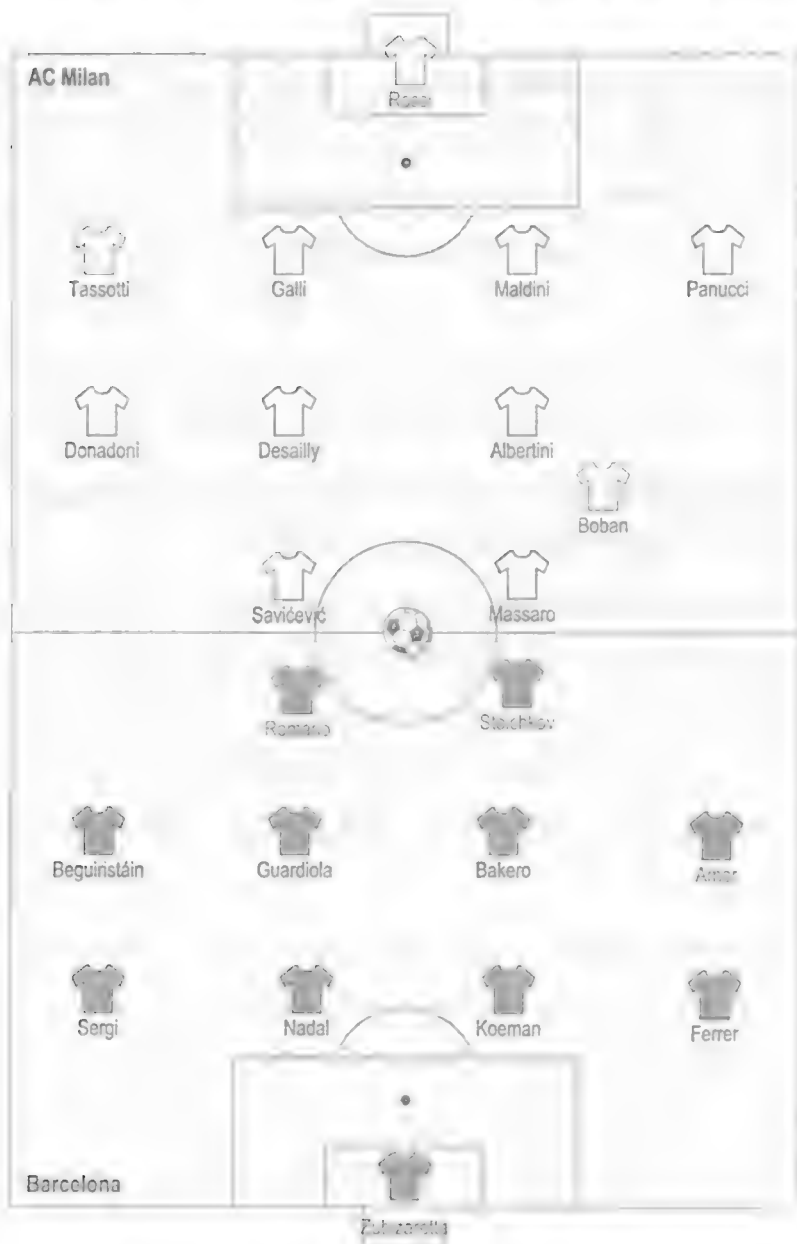 AC Milan
Rossi
Tassotti Galli Maldini Panucci
Donadoni Desailly Albertini
Boban
Savićević Massaro
Romario Stoichkov
Beguiristáin Guardiola Bakero Amor
Sergi Nadal Koeman Ferrer
Barcelona
Zubizarreta